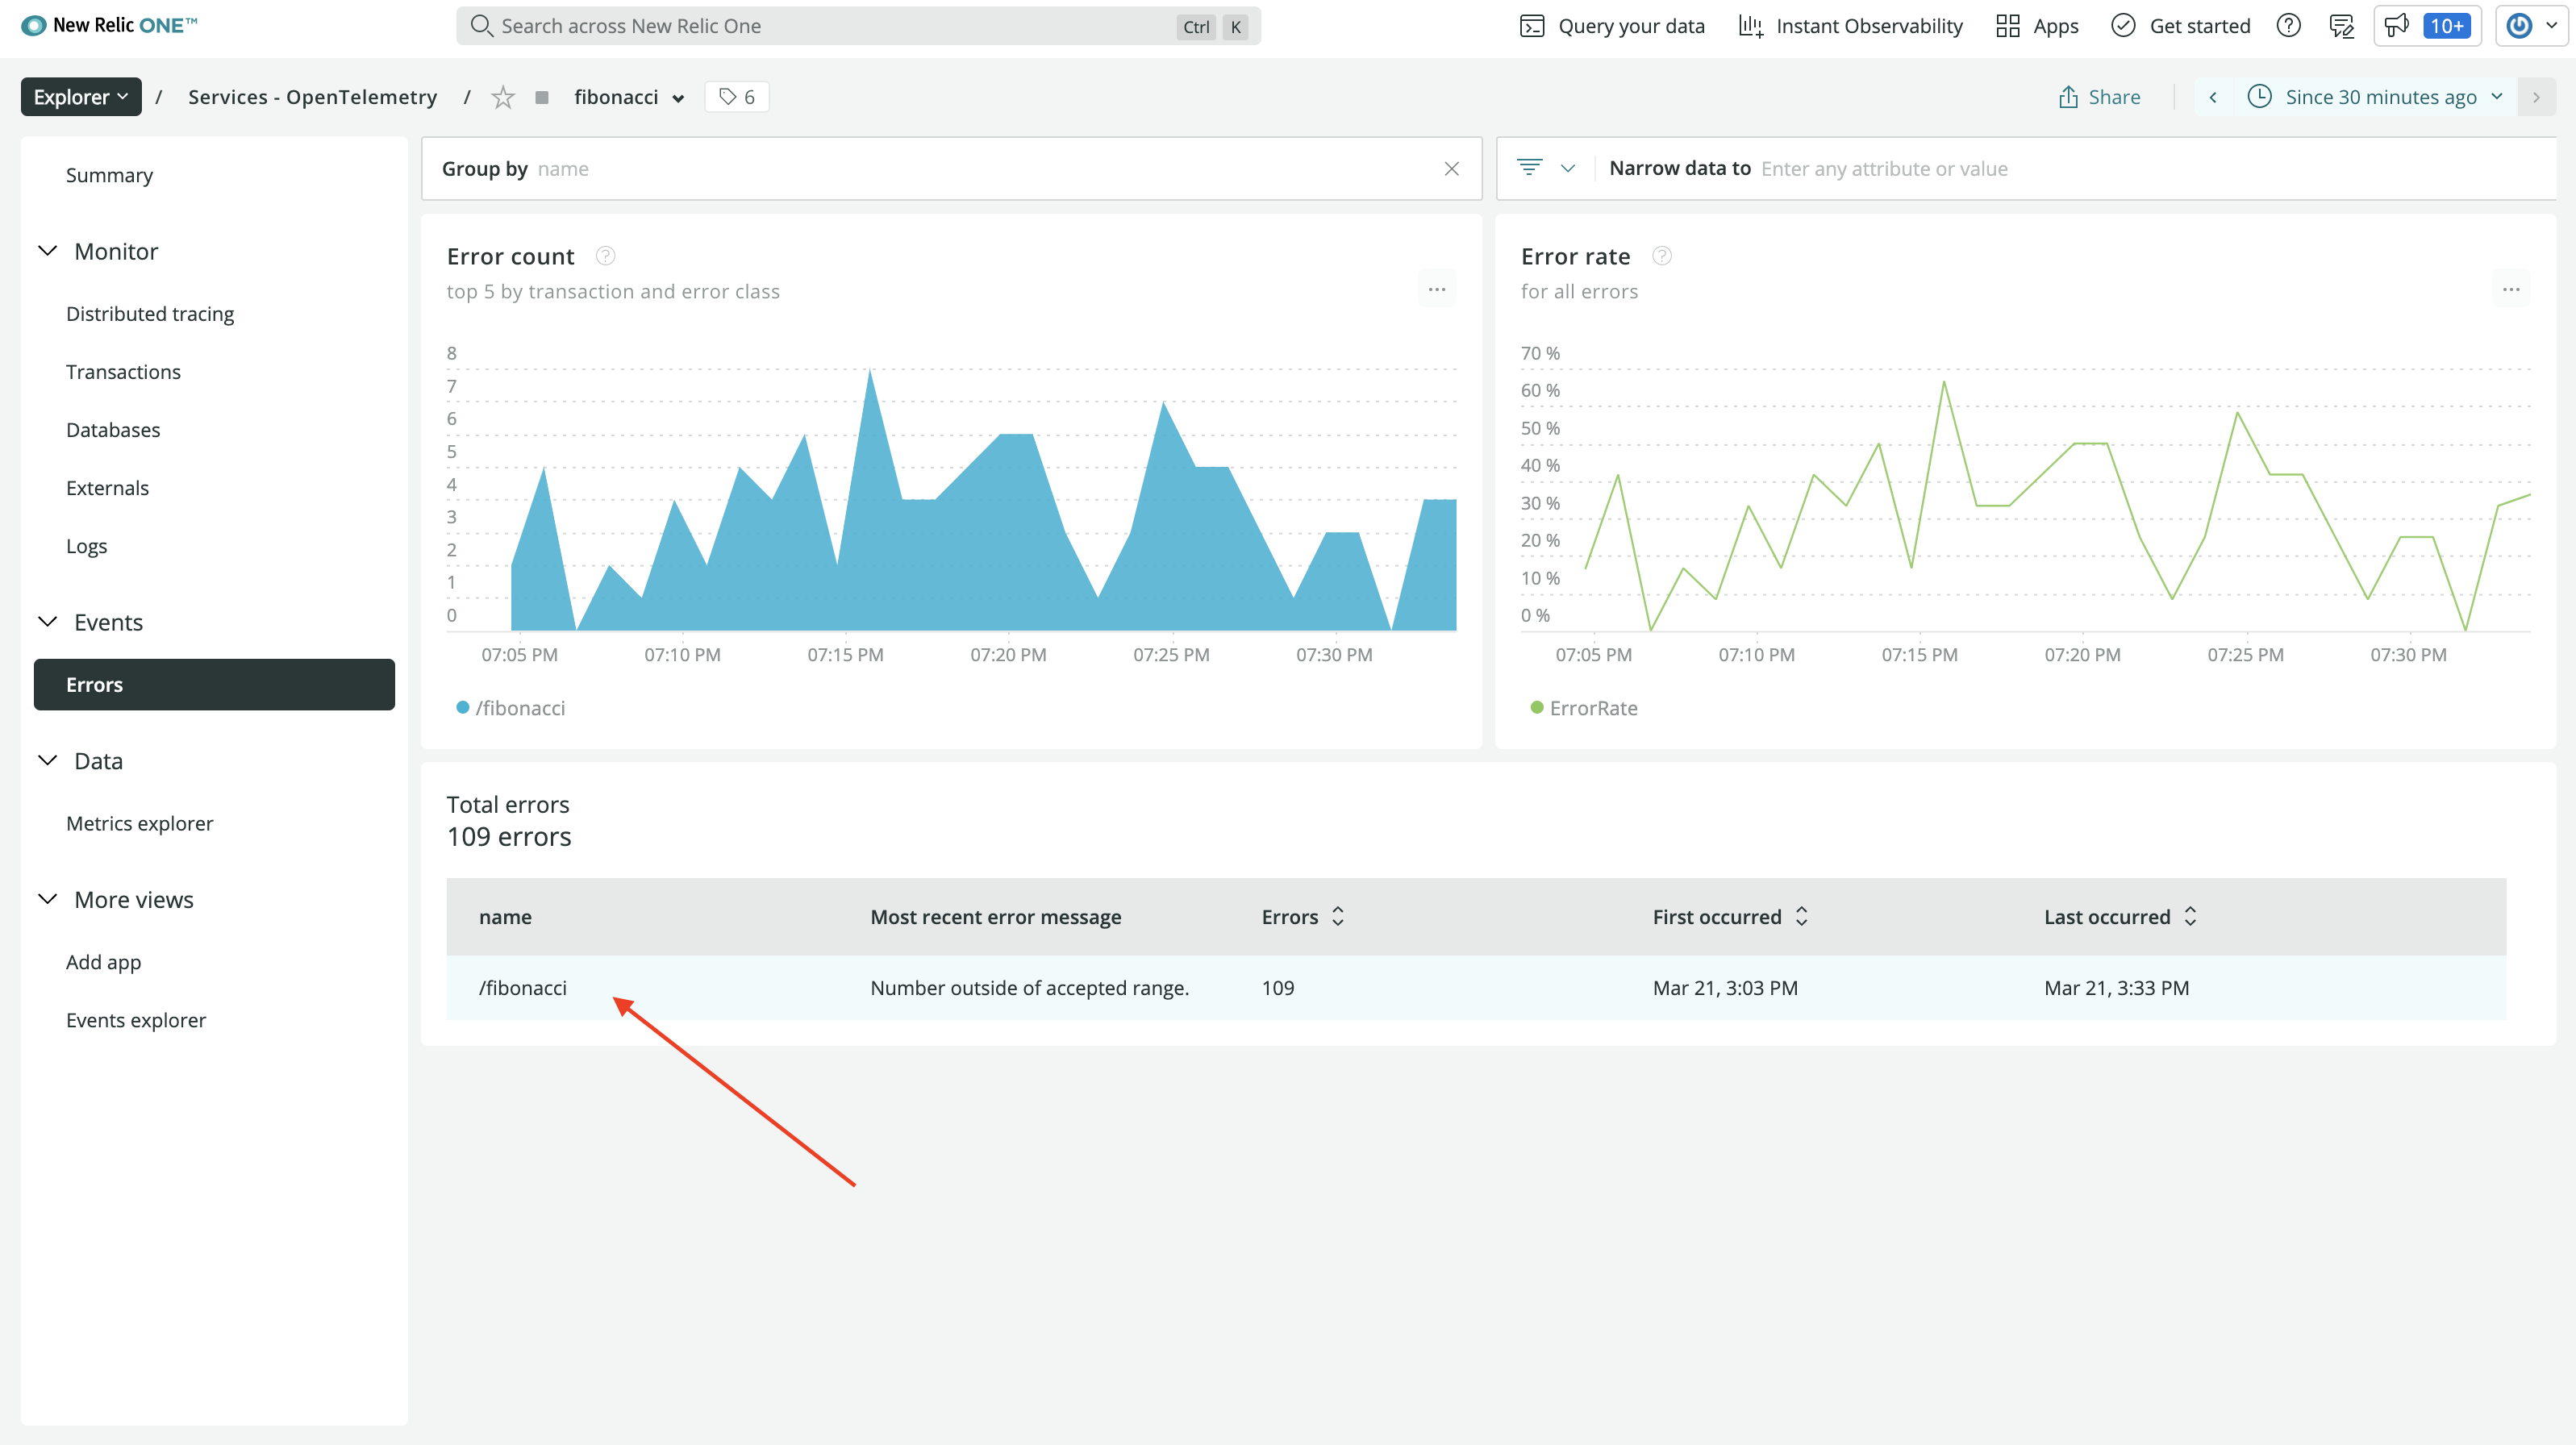 New Relic ONE™
Search across New Relic One
Ctrl K
Query your data
Instant Observability
Apps
Get started
10+
Explorer / Services - OpenTelemetry / fibonacci 6
Share
Since 30 minutes ago
Summary
Monitor
Distributed tracing
Transactions
Databases
Externals
Logs
Events
Errors
Data
Metrics explorer
More views
Add app
Events explorer
Group by name
Narrow data to Enter any attribute or value
Error count
top 5 by transaction and error class
...
8
7
6
5
4
3
2
1
0
07:05 PM 07:10 PM 07:15 PM 07:20 PM 07:25 PM 07:30 PM
/fibonacci
Error rate
for all errors
...
70 %
60 %
50 %
40 %
30 %
20 %
10 %
0 %
07:05 PM 07:10 PM 07:15 PM 07:20 PM 07:25 PM 07:30 PM
ErrorRate
Total errors
109 errors
name Most recent error message Errors First occurred Last occurred
/fibonacci Number outside of accepted range. 109 Mar 21, 3:03 PM Mar 21, 3:33 PM